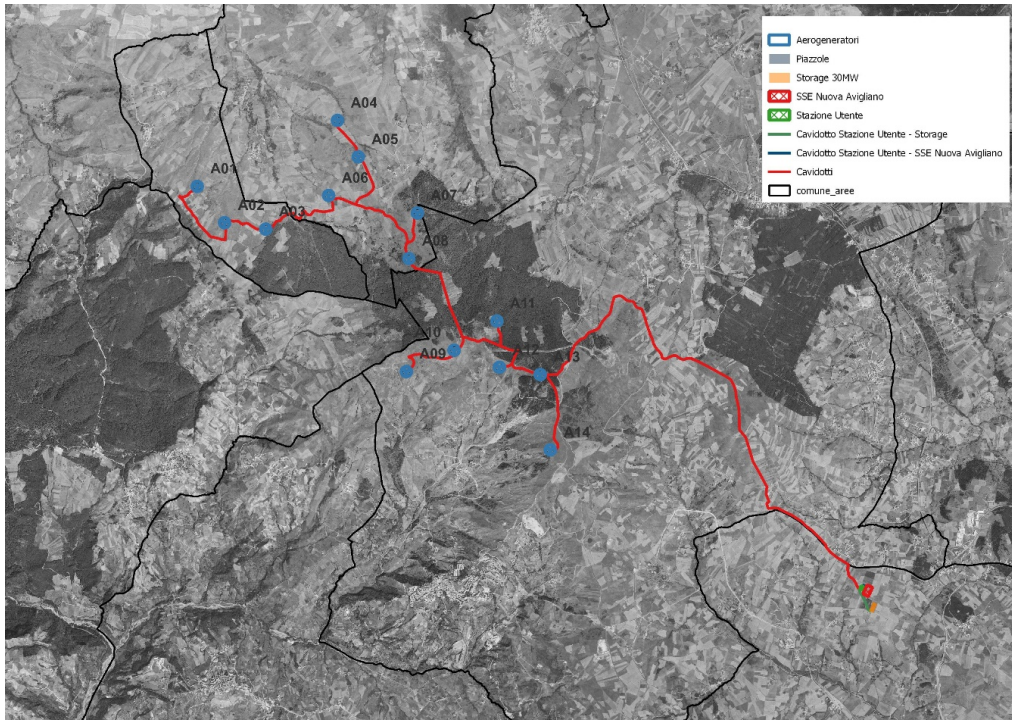 Aerogeneratori
Piazzole
Storage 30MW
SSE Nuova Avigliano
Stazione Utente
Cavidotto Stazione Utente - Storage
Cavidotto Stazione Utente - SSE Nuova Avigliano
Cavidotti
comune_aree
A04
A05
A01
A06
A07
A02
A03
A08
A11
A09
A14